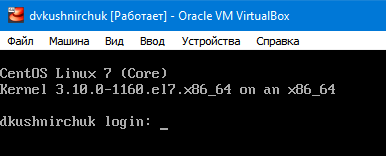 dvkushnirchuk [Работает] - Oracle VM VirtualBox
Файл Машина Вид Ввод Устройства Справка
CentOS Linux 7 (Core)
Kernel 3.10.0-1160.el7.x86_64 on an x86_64
dkushnirchuk login: _